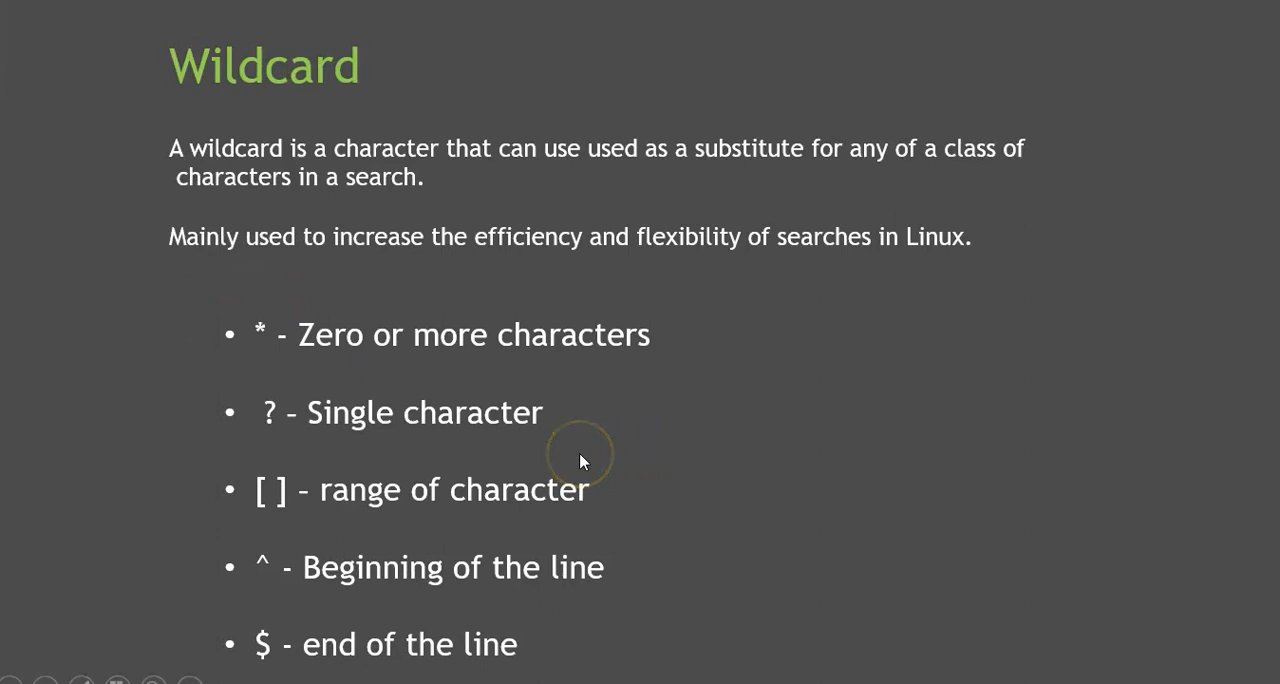 Wildcard
A wildcard is a character that can use used as a substitute for any of a class of
characters in a search.
Mainly used to increase the efficiency and flexibility of searches in Linux.
• * - Zero or more characters
• ? – Single character
• [ ] – range of character
• ^ - Beginning of the line
• $ - end of the line